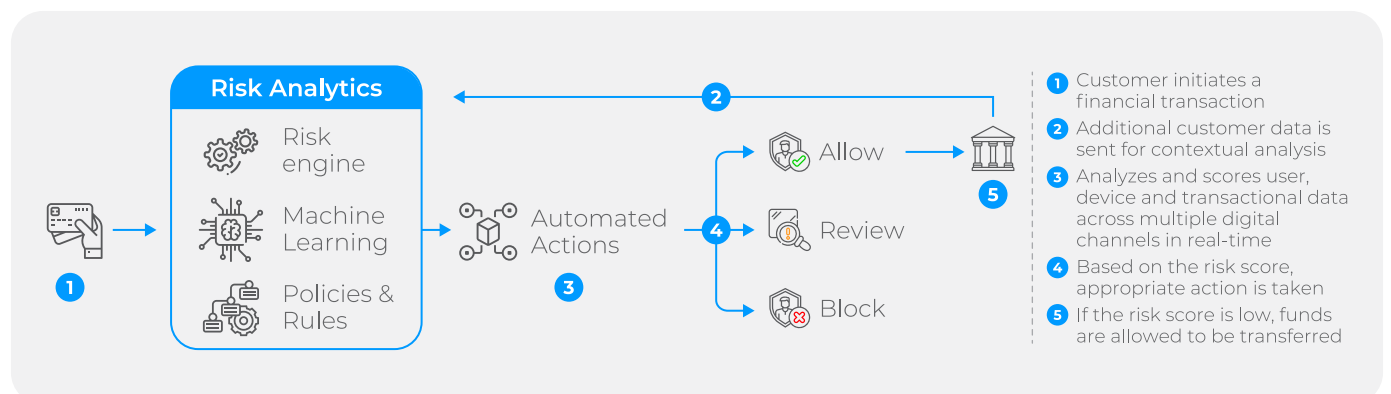 Risk Analytics
Risk
engine
Machine
Learning
Policies &
Rules
1
Automated
Actions
3
2
4
Allow
Review
Block
5
1 Customer initiates a
financial transaction
2 Additional customer data is
sent for contextual analysis
3 Analyzes and scores user,
device and transactional data
across multiple digital
channels in real-time
4 Based on the risk score,
appropriate action is taken
5 If the risk score is low, funds
are allowed to be transferred